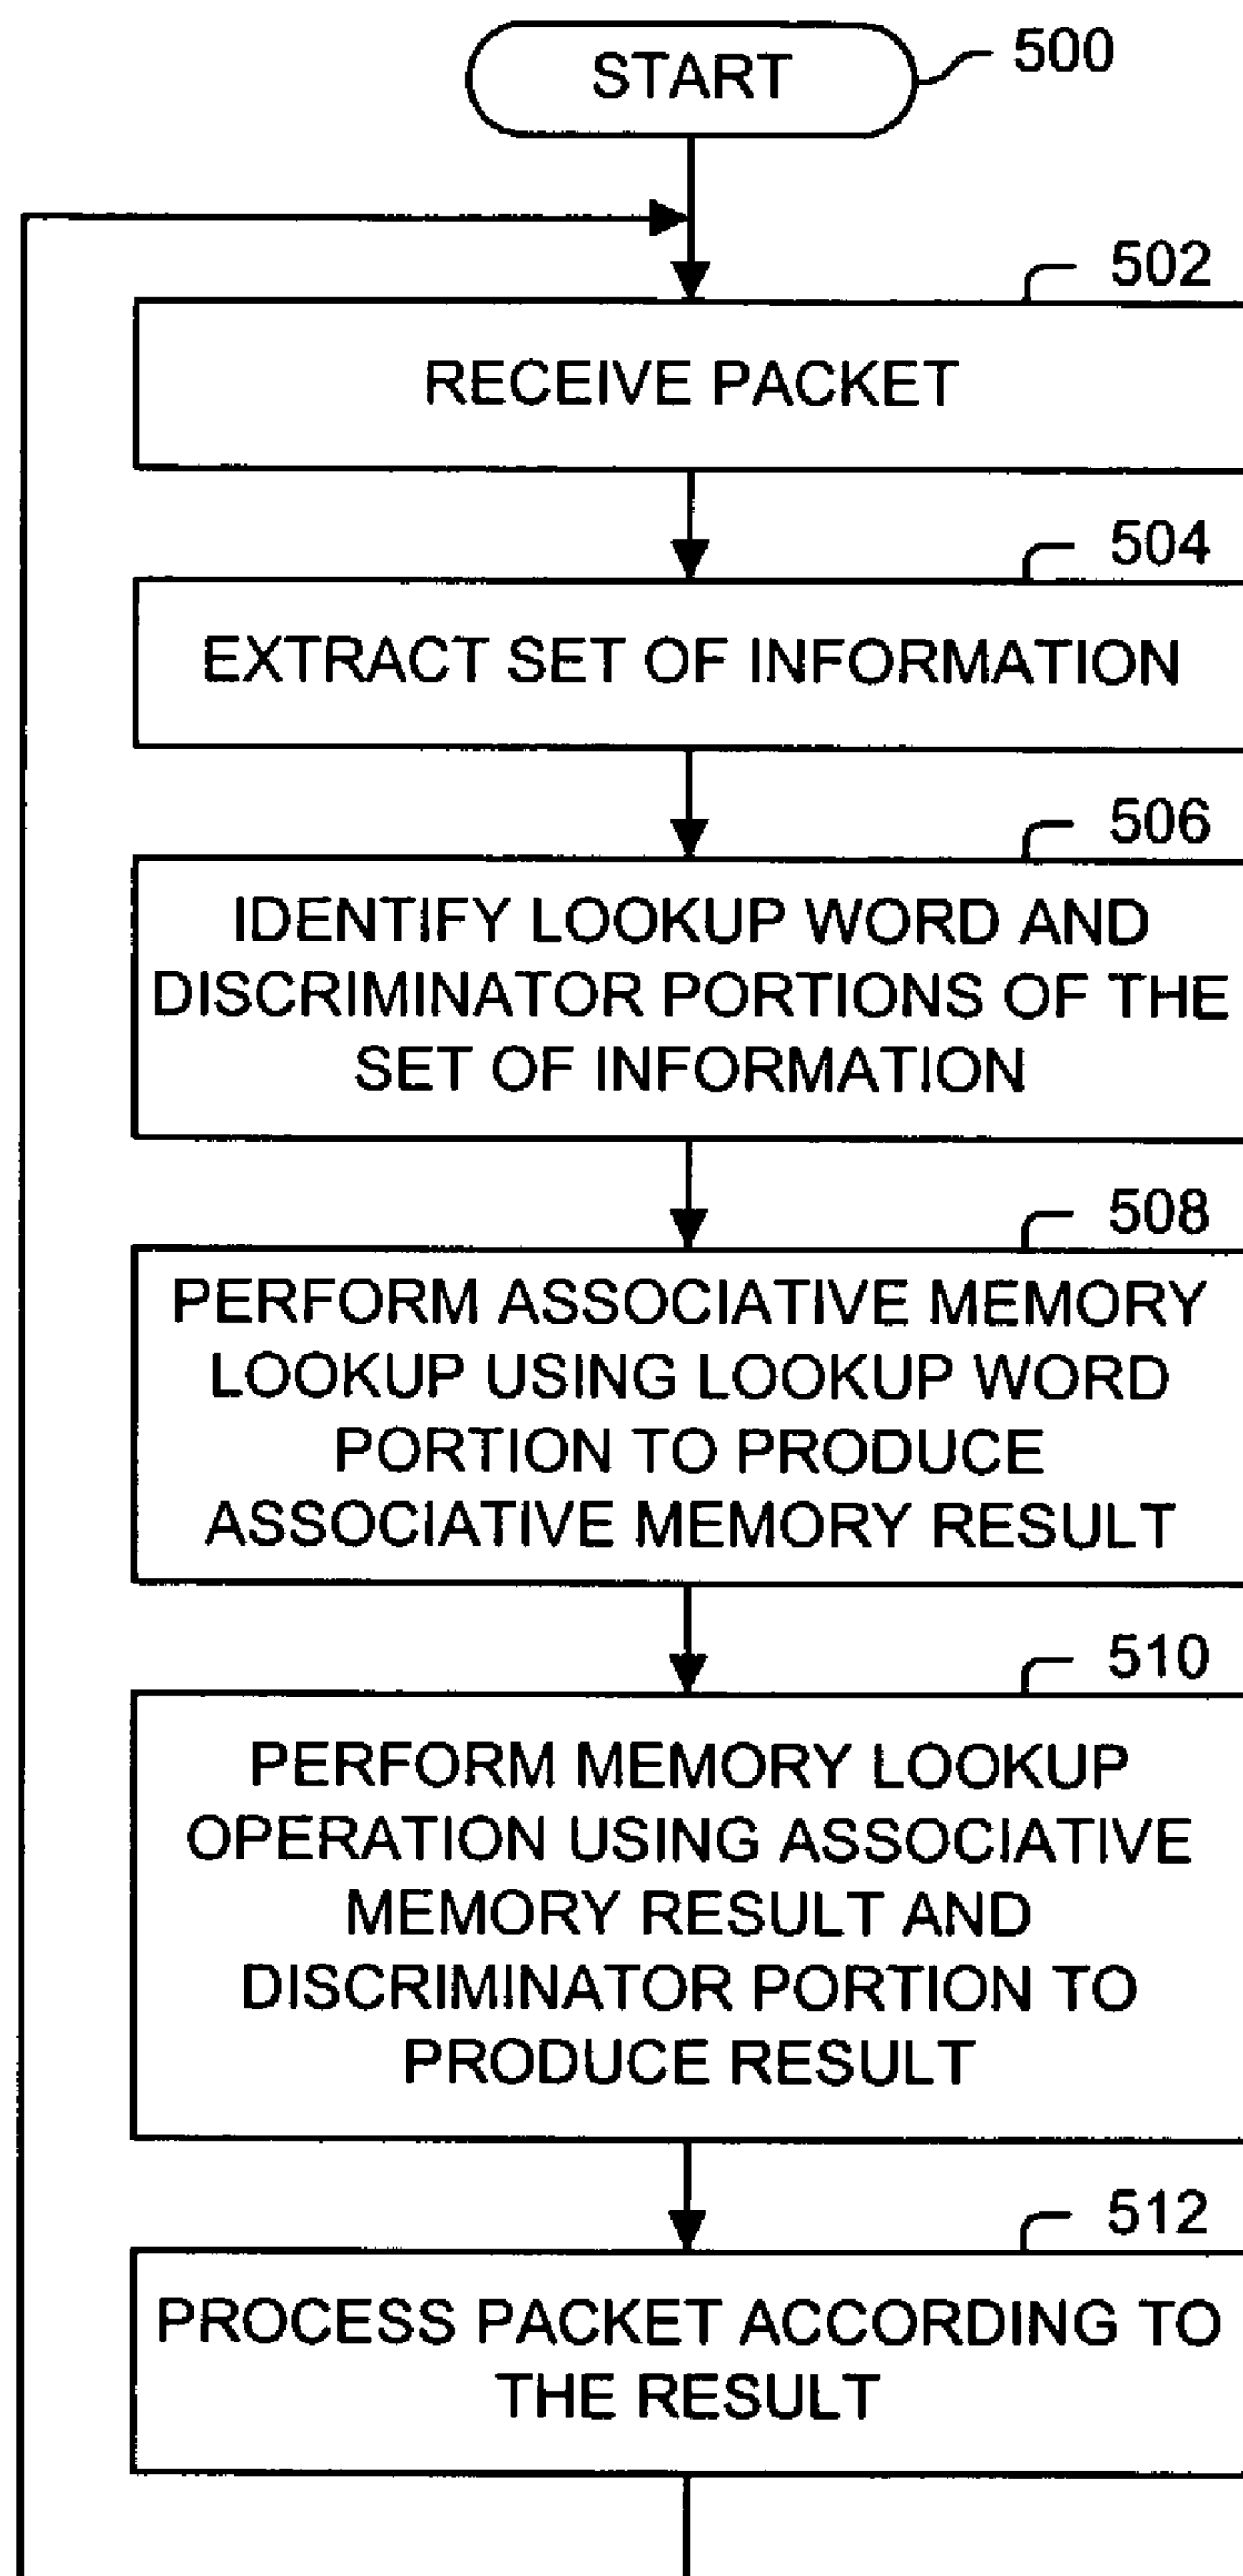 START
500
502
RECEIVE PACKET
504
EXTRACT SET OF INFORMATION
506
IDENTIFY LOOKUP WORD AND
DISCRIMINATOR PORTIONS OF THE
SET OF INFORMATION
508
PERFORM ASSOCIATIVE MEMORY
LOOKUP USING LOOKUP WORD
PORTION TO PRODUCE
ASSOCIATIVE MEMORY RESULT
510
PERFORM MEMORY LOOKUP
OPERATION USING ASSOCIATIVE
MEMORY RESULT AND
DISCRIMINATOR PORTION TO
PRODUCE RESULT
512
PROCESS PACKET ACCORDING TO
THE RESULT